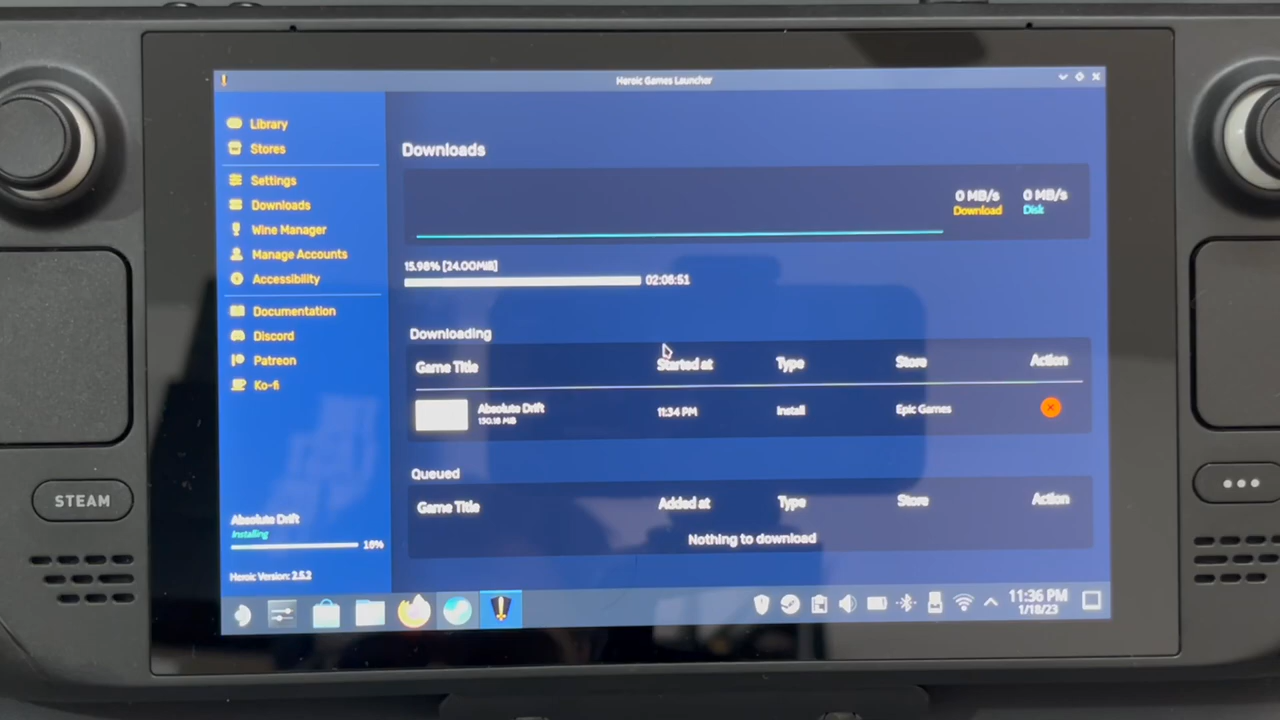 Heroic Games Launcher
Library
Stores
Settings
Downloads
Wine Manager
Manage Accounts
Accessibility
Documentation
Discord
Patreon
Ko-fi
Absolute Drift
Installing
16%
Heroic Version: 2.5.2
Downloads
0 MB/s 0 MB/s
Download Disk
15.98% [24.00MiB]
02:06:51
Downloading
Game Title Started at Type Store Action
Absolute Drift 11:34 PM Install Epic Games
150.18 MiB
Queued
Game Title Added at Type Store Action
Nothing to download
11:36 PM
1/18/23
STEAM